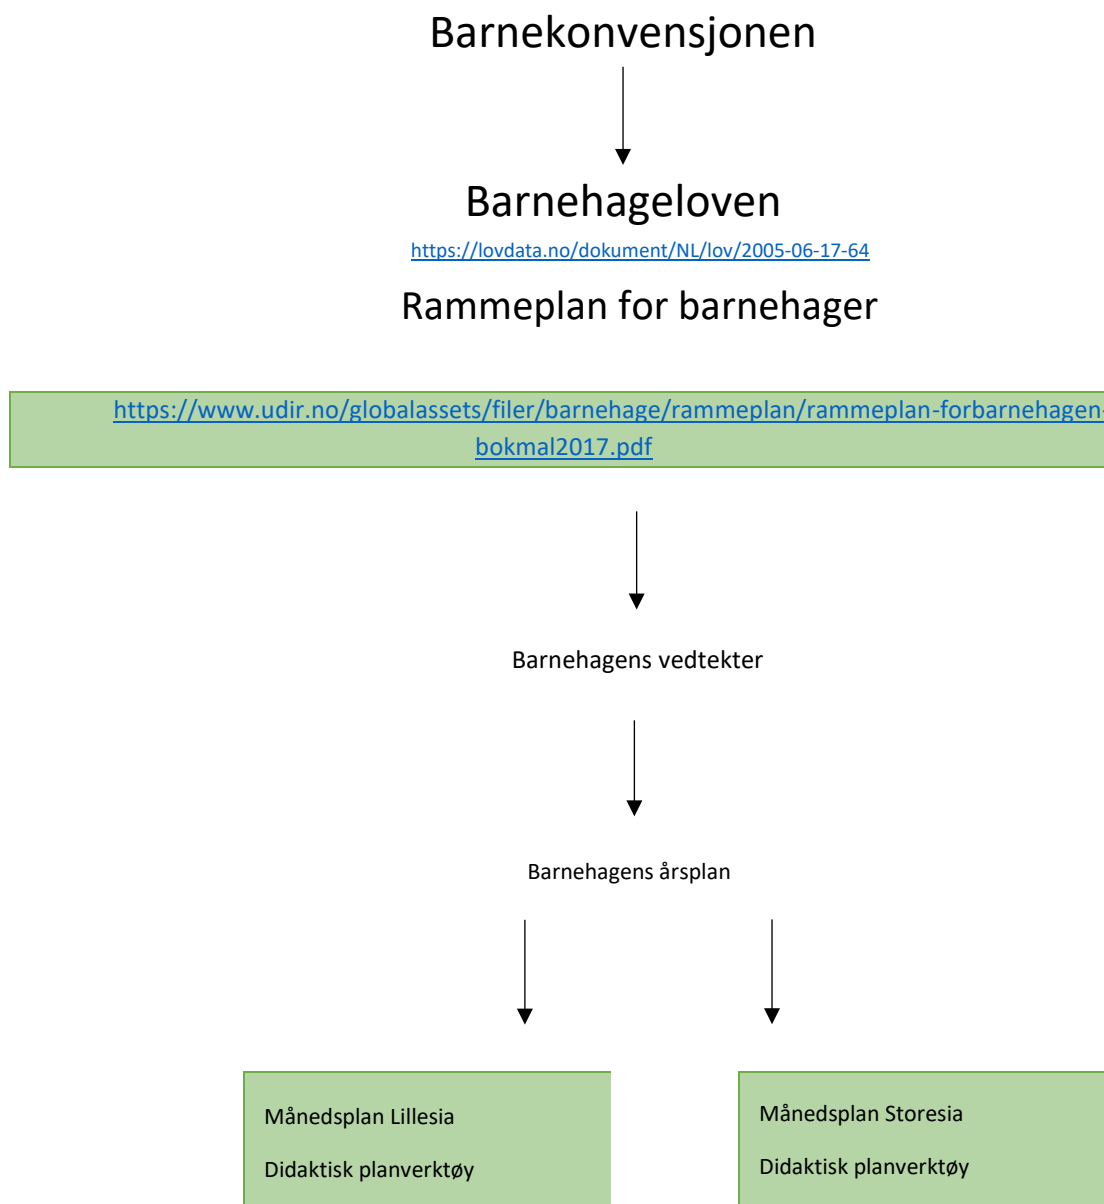 Barnekonvensjonen
Barnehageloven
https://lovdata.no/dokument/NL/lov/2005-06-17-64
Rammeplan for barnehager
https://www.udir.no/globalassets/filer/barnehage/rammeplan/rammeplan-forbarnehagen-
bokmal2017.pdf
Barnehagens vedtekter
Barnehagens årsplan
Månedsplan Lillesia
Didaktisk planverktøy
Månedsplan Storesia
Didaktisk planverktøy